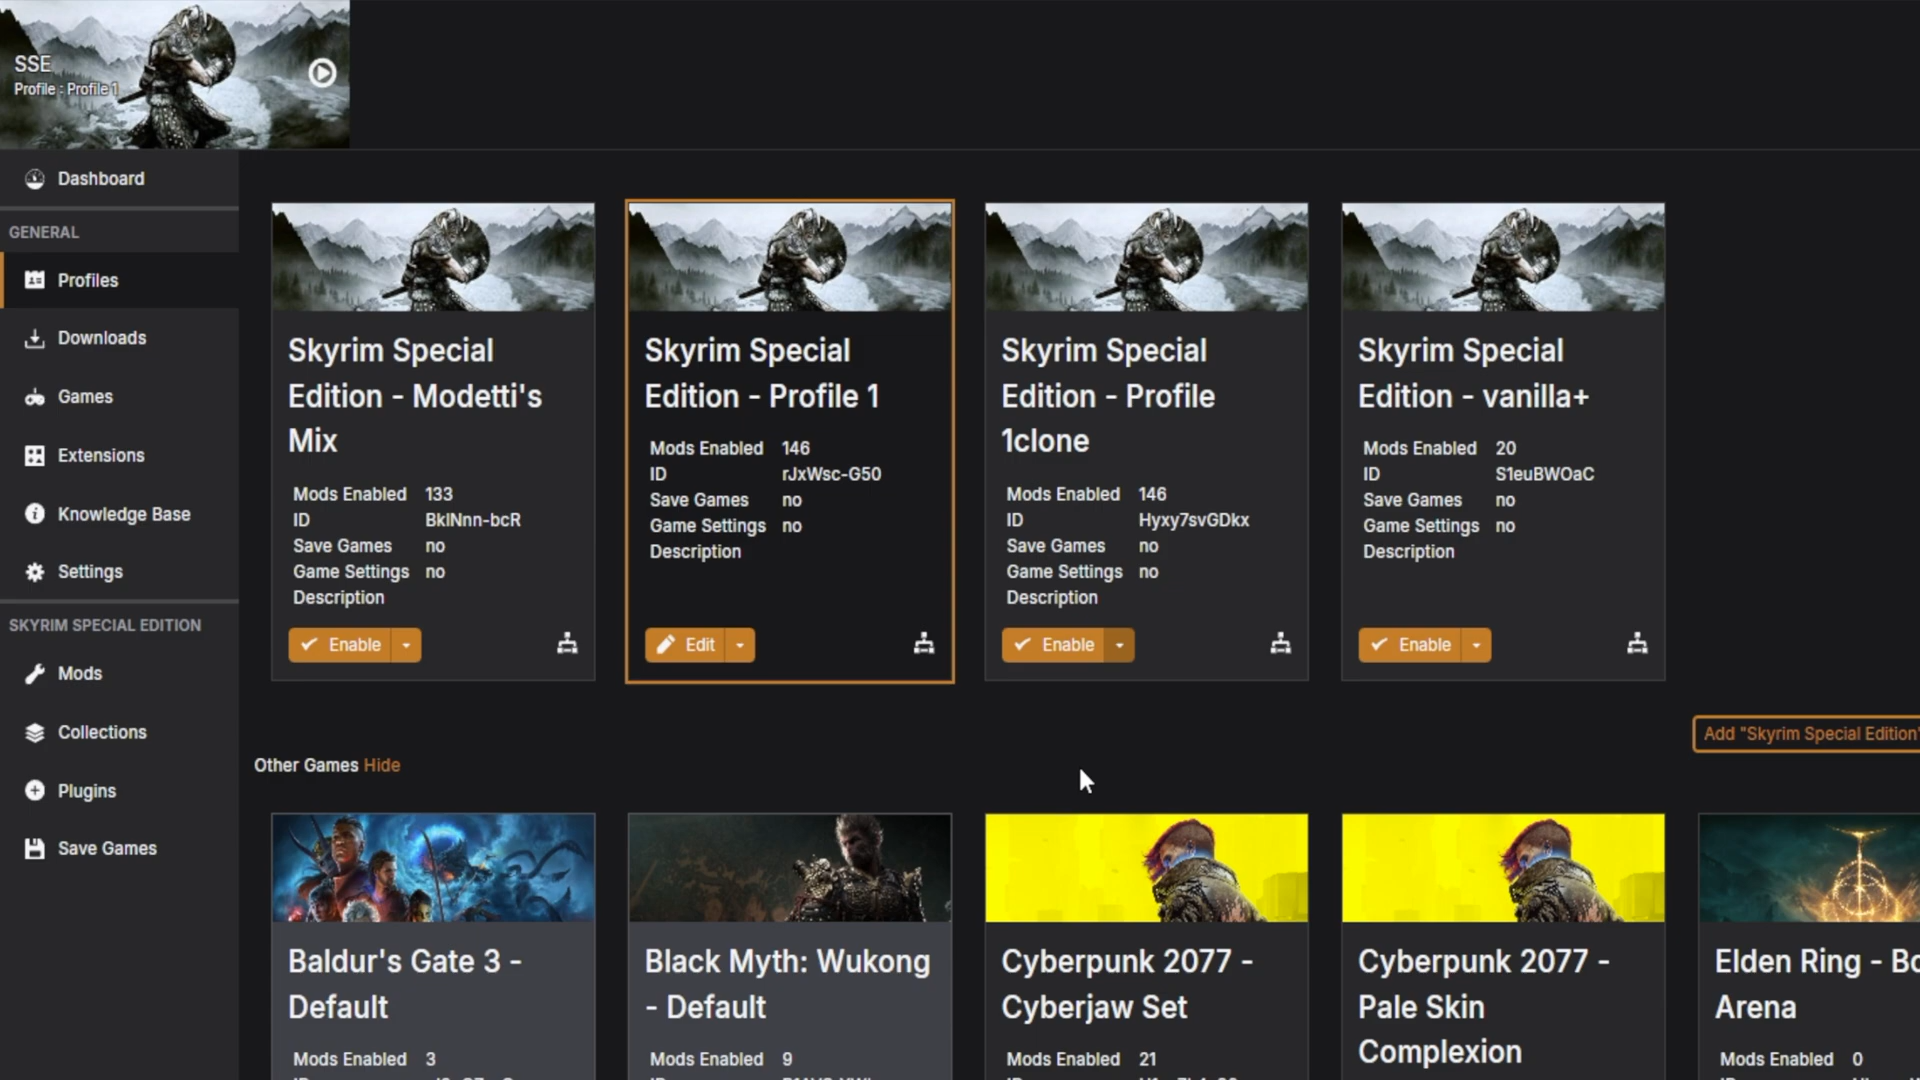 SSE
Profile : Profile 1
Dashboard
GENERAL
Profiles
Downloads
Games
Extensions
Knowledge Base
Settings
SKYRIM SPECIAL EDITION
Mods
Collections
Plugins
Save Games
Skyrim Special
Edition - Modetti's
Mix
Mods Enabled 133
ID BkINnn-bcR
Save Games no
Game Settings no
Description
Enable
Skyrim Special
Edition - Profile 1
Mods Enabled 146
ID rJxWsc-G50
Save Games no
Game Settings no
Description
Edit
Skyrim Special
Edition - Profile
1clone
Mods Enabled 146
ID Hyxy7svGDkx
Save Games no
Game Settings no
Description
Enable
Skyrim Special
Edition - vanilla+
Mods Enabled 20
ID S1euBWOaC
Save Games no
Game Settings no
Description
Enable
Add "Skyrim Special Edition"
Other Games Hide
Baldur's Gate 3 -
Default
Mods Enabled 3
Black Myth: Wukong
- Default
Mods Enabled 9
Cyberpunk 2077 -
Cyberjaw Set
Mods Enabled 21
Cyberpunk 2077 -
Pale Skin
Complexion
Elden Ring -
Arena
Mods Enabled 0